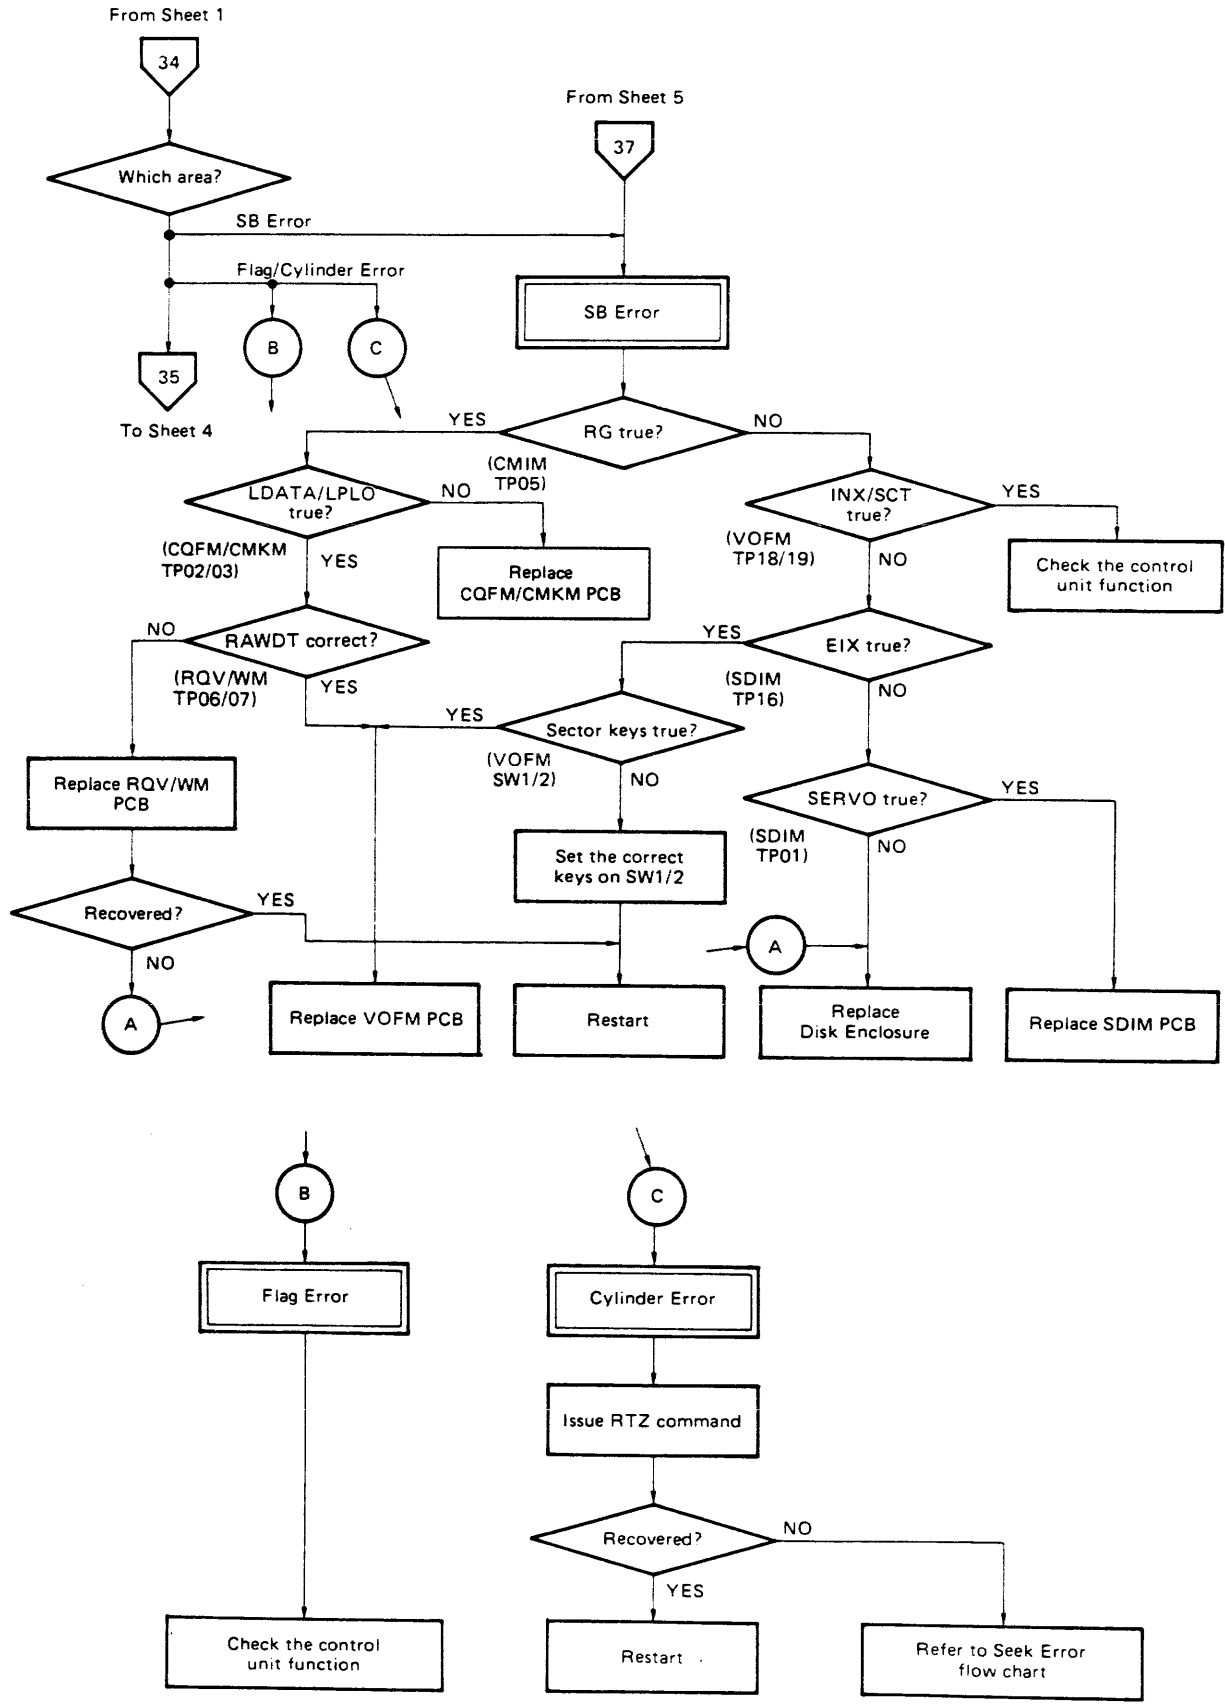 From Sheet 1
34
From Sheet 5
37
Which area?
SB Error
Flag/Cylinder Error
SB Error
B
C
35
To Sheet 4
YES
RG true?
NO
(CMIM
TP05)
LDATA/LPLO
true?
NO
INX/SCT
true?
YES
(CQFM/CMKM
TP02/03)
YES
(VOFM
TP18/19)
NO
Replace
CQFM/CMKM PCB
Check the control
unit function
NO
RAWDT correct?
YES
EIX true?
(RQV/WM
TP06/07)
YES
(SDIM
TP16)
NO
YES
Sector keys true?
(VOFM
SW1/2)
NO
Replace RQV/WM
PCB
SERVO true?
YES
(SDIM
TP01)
NO
Set the correct
keys on SW1/2
Recovered?
YES
NO
A
A
Replace VOFM PCB
Restart
Replace
Disk Enclosure
Replace SDIM PCB
B
C
Flag Error
Cylinder Error
Issue RTZ command
Recovered?
NO
YES
Check the control
unit function
Restart
Refer to Seek Error
flow chart